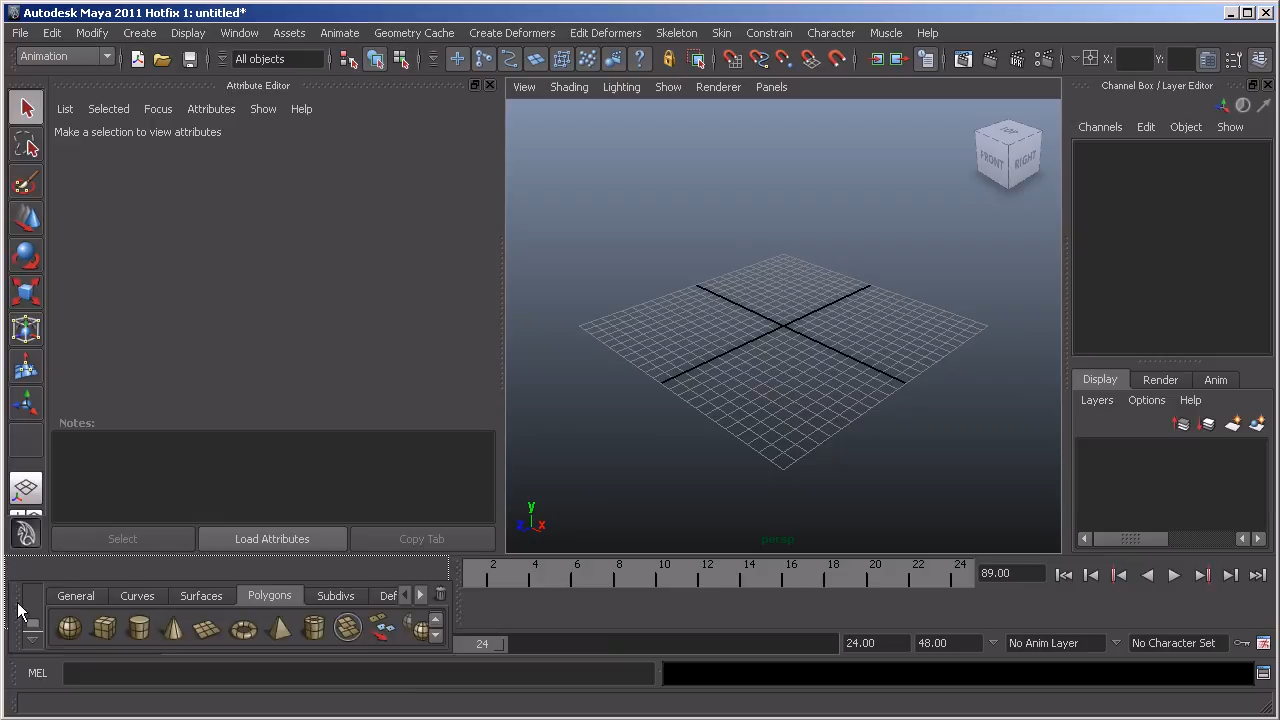 Autodesk Maya 2011 Hotfix 1: untitled*
File Edit Modify Create Display Window Assets Animate Geometry Cache Create Deformers Edit Deformers Skeleton Skin Constrain Character Muscle Help
Animation All objects X: Y:
Attribute Editor
List Selected Focus Attributes Show Help
Make a selection to view attributes
Notes:
Select Load Attributes Copy Tab
View Shading Lighting Show Renderer Panels
TOP
FRONT RIGHT
y
z x
persp
Channel Box / Layer Editor
Channels Edit Object Show
Display Render Anim
Layers Options Help
2 4 6 8 10 12 14 16 18 20 22 24 89.00
General Curves Surfaces Polygons Subdivs Def
24 24.00 48.00 No Anim Layer No Character Set
MEL